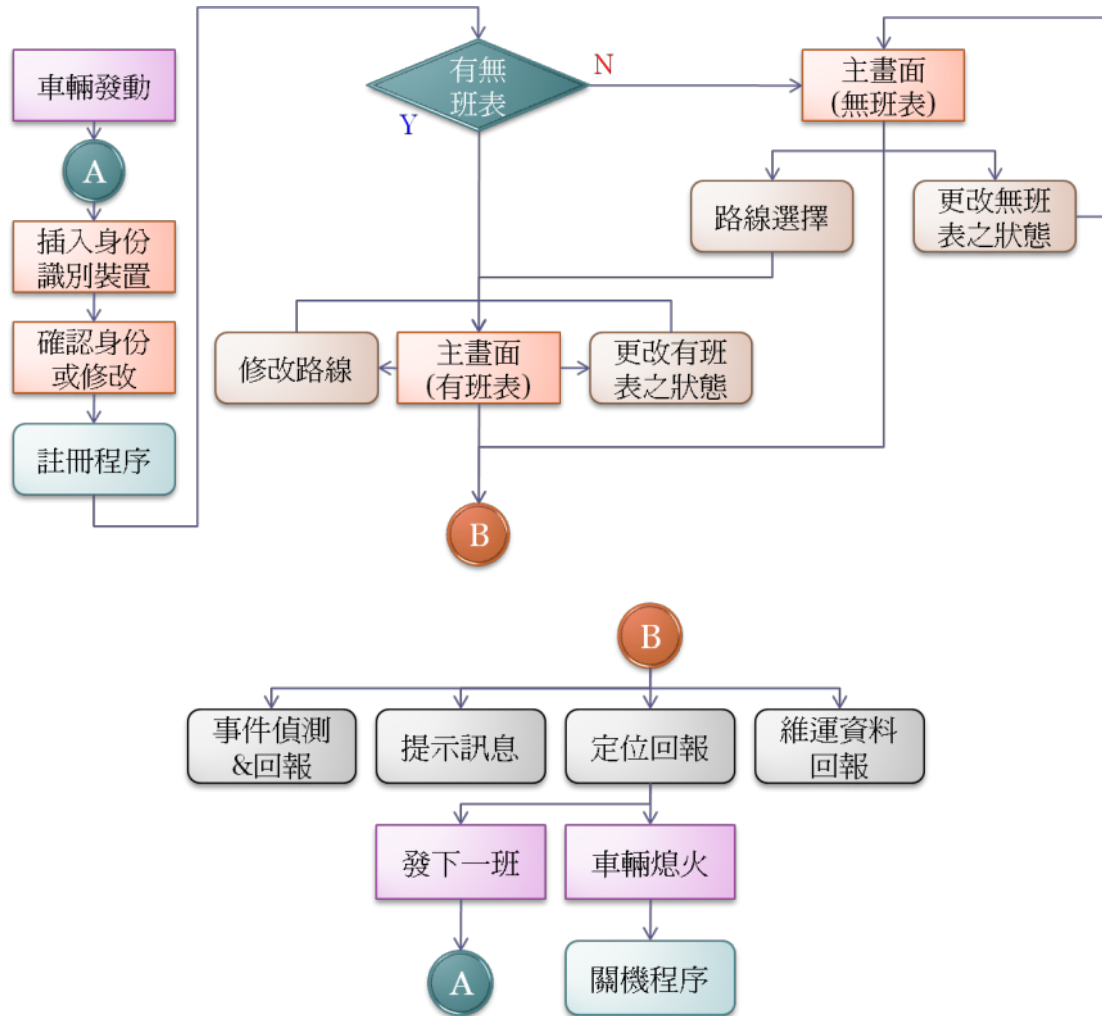 車輛發動
A
插入身份
識別裝置
確認身份
或修改
註冊程序
有無
班表
N
Y
主畫面
(無班表)
路線選擇
更改無班
表之狀態
修改路線
主畫面
(有班表)
更改有班
表之狀態
B
B
事件偵測
&回報
提示訊息
定位回報
維運資料
回報
發下一班
車輛熄火
A
關機程序